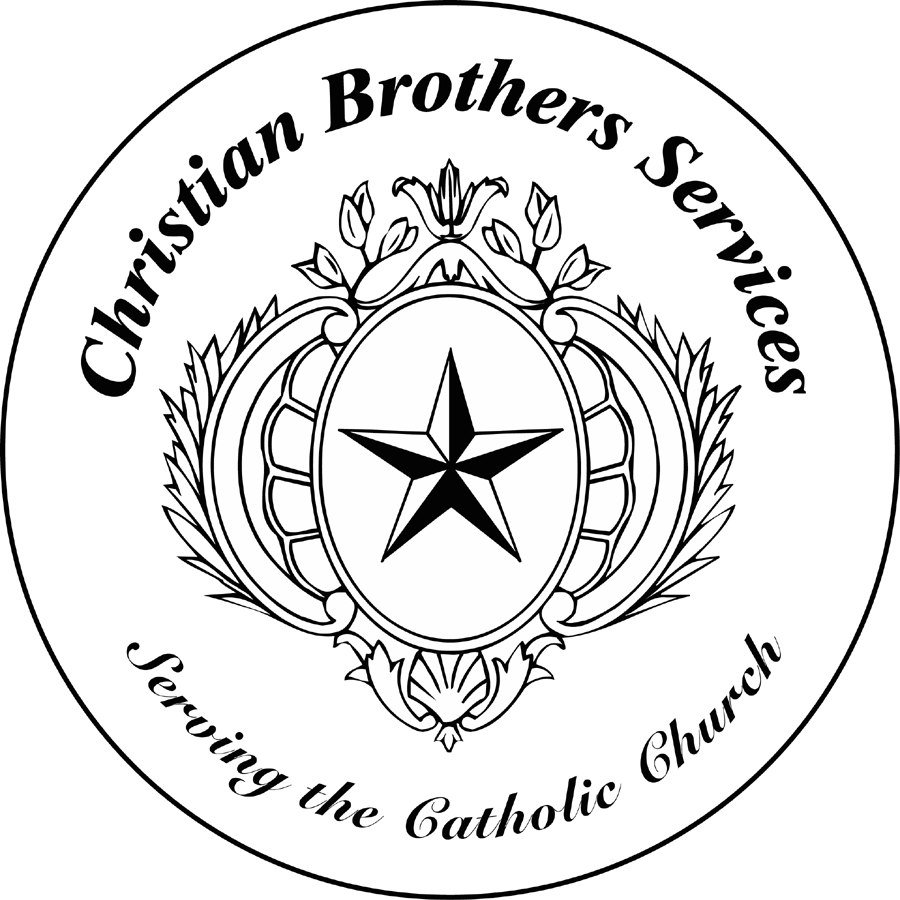 Christian Brothers Services
Serving the Catholic Church